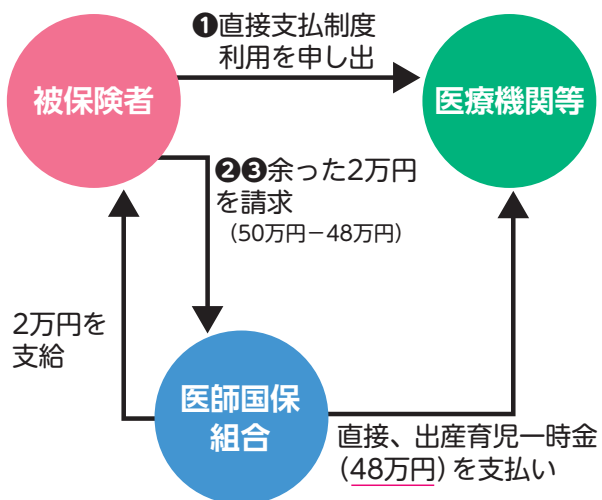 ❶直接支払制度
利用を申し出
被保険者
医療機関等
❷❸余った2万円
を請求
（50万円－48万円）
2万円を
支給
医師国保
組合
直接、出産育児一時金
（48万円）を支払い